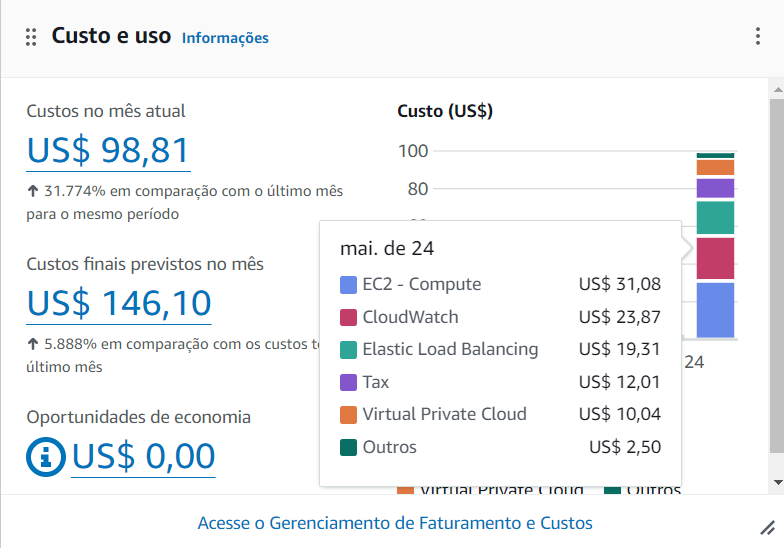 Custo e uso Informações
Custos no mês atual
US$ 98,81
↑ 31.774% em comparação com o último mês
para o mesmo período
Custos finais previstos no mês
US$ 146,10
↑ 5.888% em comparação com os custos
último mês
Oportunidades de economia
US$ 0,00
Custo (US$)
100
80
24
mai. de 24
EC2 - Compute US$ 31,08
CloudWatch US$ 23,87
Elastic Load Balancing US$ 19,31
Tax US$ 12,01
Virtual Private Cloud US$ 10,04
Outros US$ 2,50
Virtual Private Cloud Outros
Acesse o Gerenciamento de Faturamento e Custos